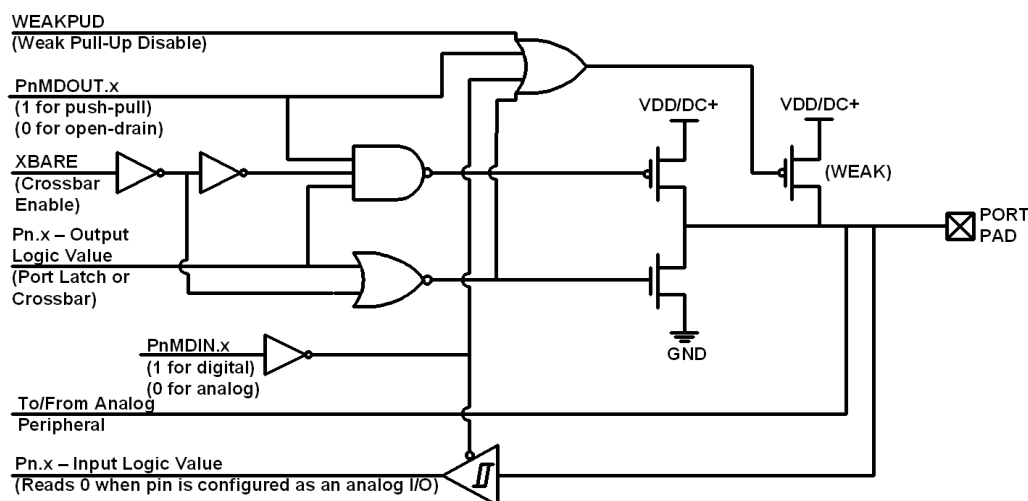 WEAKPUD
(Weak Pull-Up Disable)
PnMDOUT.x
(1 for push-pull)
(0 for open-drain)
XBARE
(Crossbar
Enable)
Pn.x – Output
Logic Value
(Port Latch or
Crossbar)
PnMDIN.x
(1 for digital)
(0 for analog)
To/From Analog
Peripheral
Pn.x – Input Logic Value
(Reads 0 when pin is configured as an analog I/O)
VDD/DC+
VDD/DC+
(WEAK)
PORT
PAD
GND